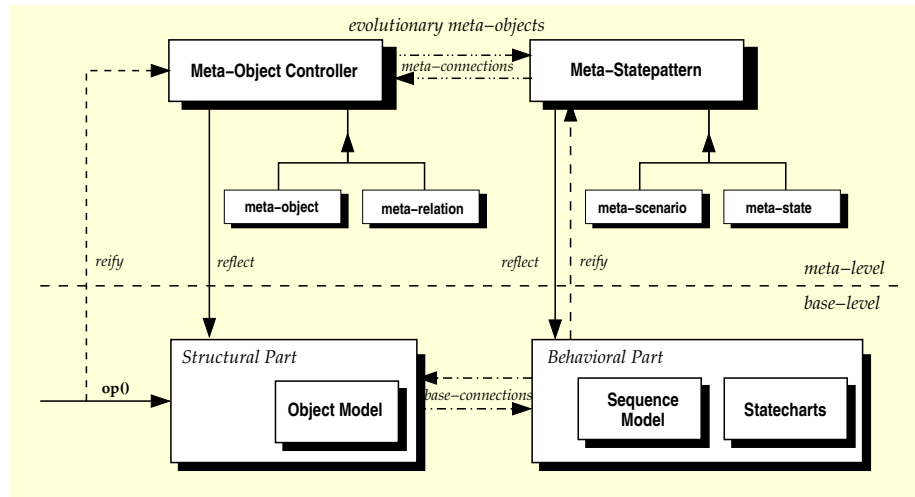 evolutionary meta–objects
Meta–Object Controller
meta–connections
Meta–Statepattern
meta–object
meta–relation
meta–scenario
meta–state
reify
reflect
reflect
reify
meta–level
base–level
Structural Part
Behavioral Part
op()
Object Model
base–connections
Sequence
Model
Statecharts